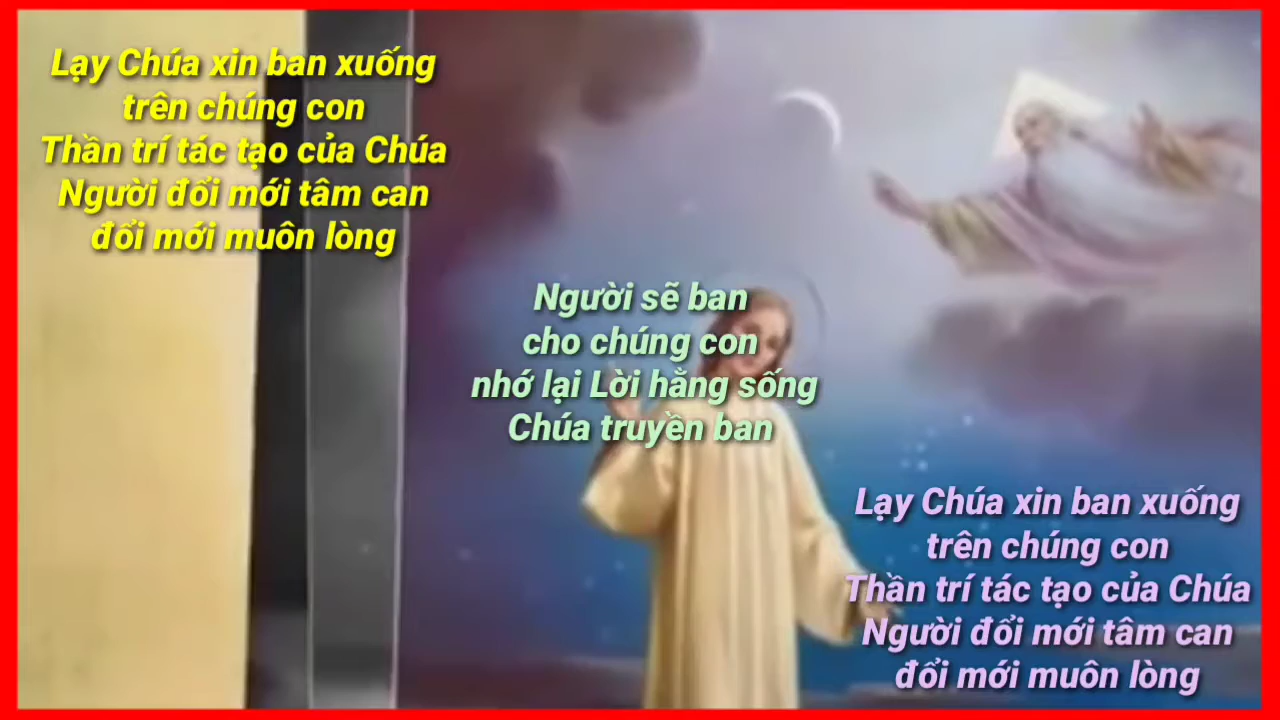 Lạy Chúa xin ban xuống
trên chúng con
Thần trí tác tạo của Chúa
Người đổi mới tâm can
đổi mới muôn lòng
Người sẽ ban
cho chúng con
nhớ lại Lời hằng sống
Chúa truyền ban
Lạy Chúa xin ban xuống
trên chúng con
Thần trí tác tạo của Chúa
Người đổi mới tâm can
đổi mới muôn lòng